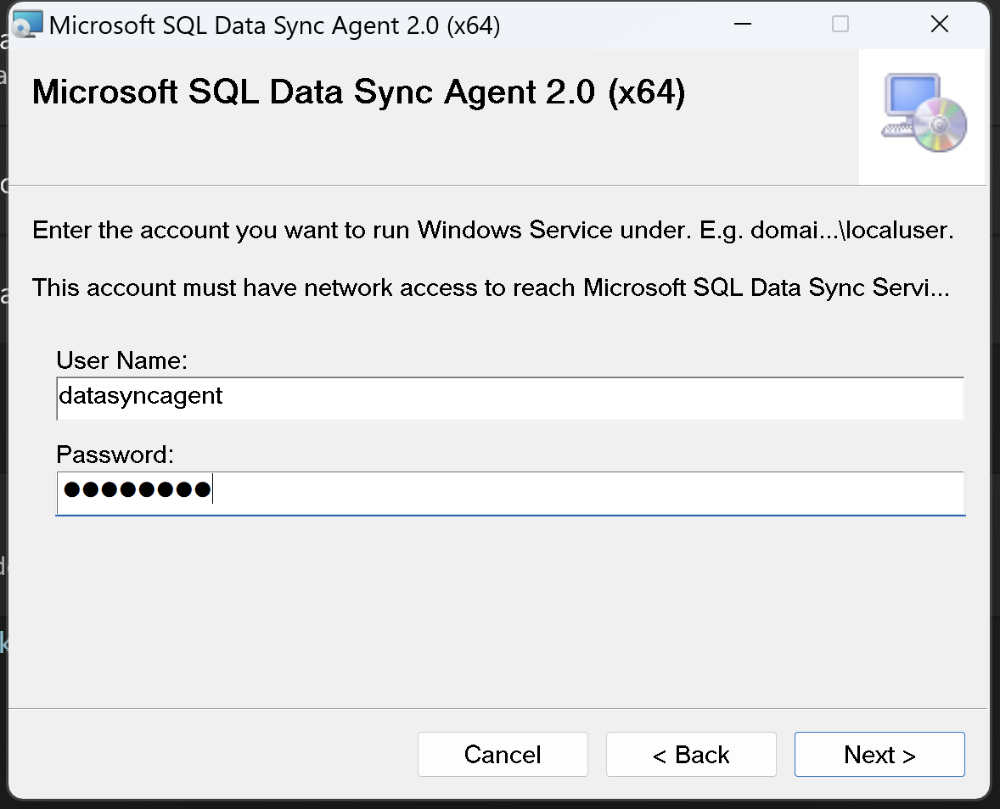 Microsoft SQL Data Sync Agent 2.0 (x64)
Microsoft SQL Data Sync Agent 2.0 (x64)
Enter the account you want to run Windows Service under. E.g. domai...\localuser.
This account must have network access to reach Microsoft SQL Data Sync Servi...
User Name:
datasyncagent
Password:
●●●●●●●●
Cancel
< Back
Next >